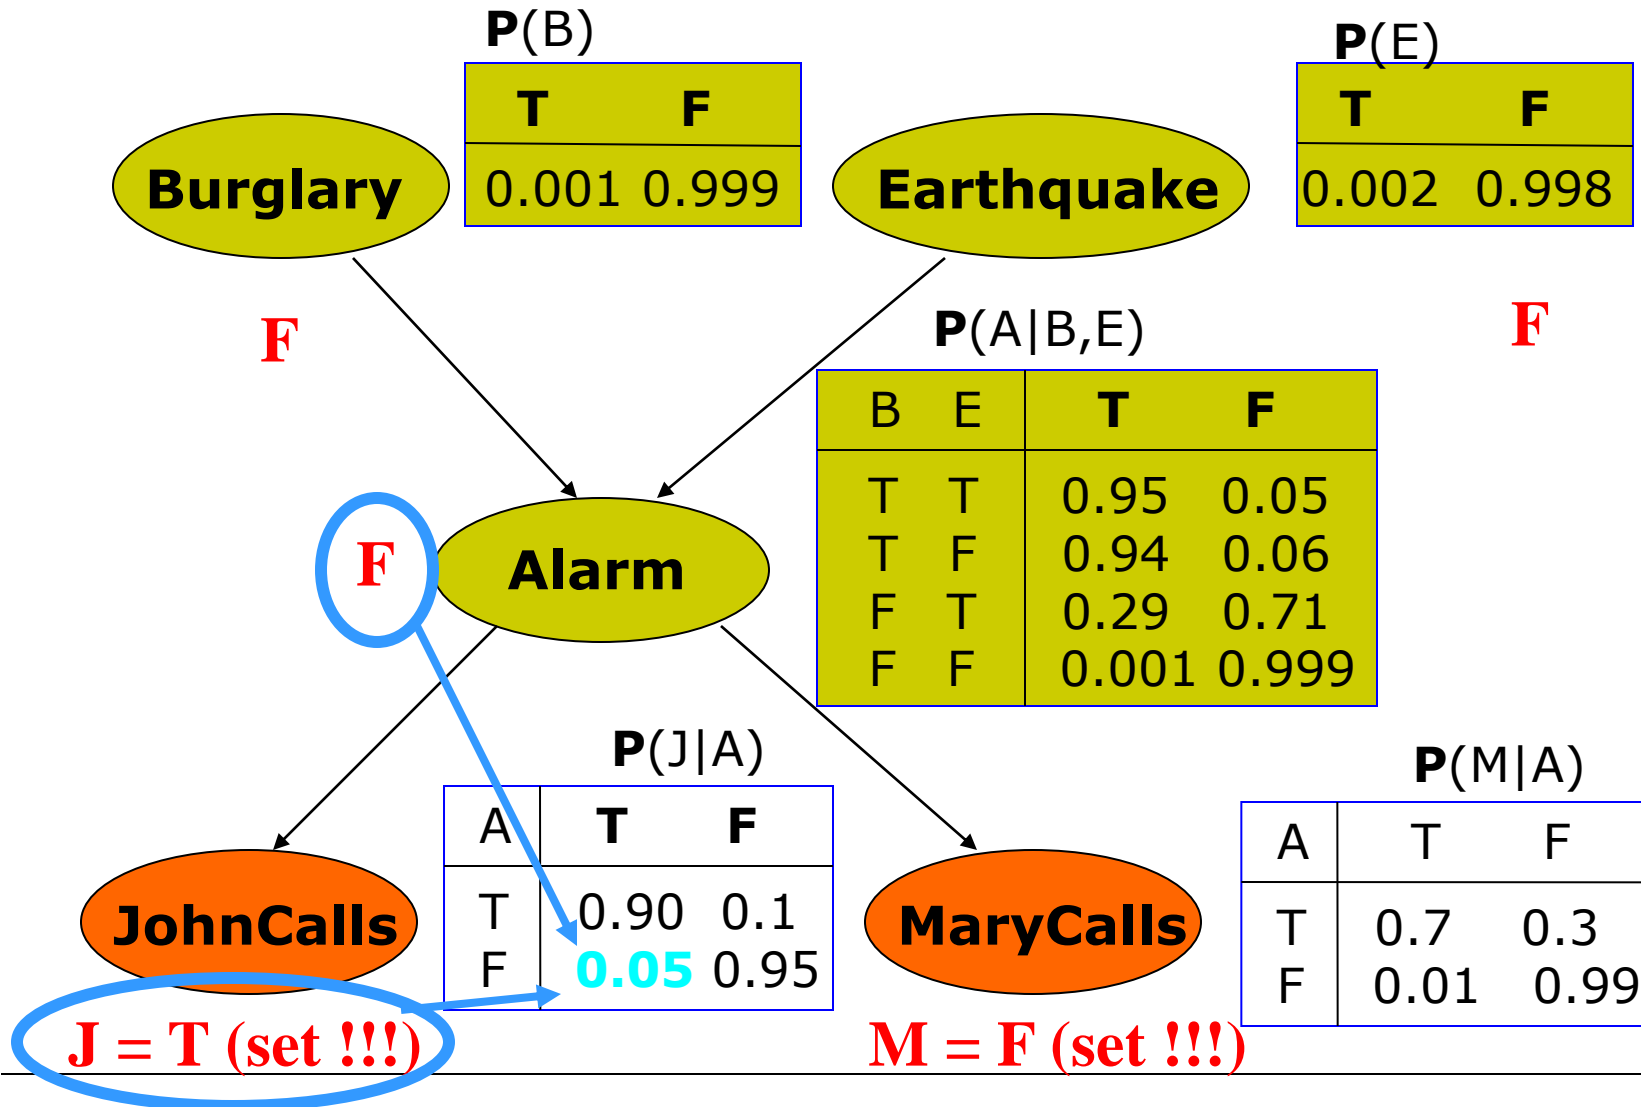 P(B)
T F
0.001 0.999
Burglary
P(E)
T F
0.002 0.998
Earthquake
F
F
P(A|B,E)
B E T F
T T 0.95 0.05
T F 0.94 0.06
F T 0.29 0.71
F F 0.001 0.999
F
Alarm
P(J|A)
A T F
T 0.90 0.1
F 0.05 0.95
JohnCalls
J = T (set !!!)
P(M|A)
A T F
T 0.7 0.3
F 0.01 0.99
MaryCalls
M = F (set !!!)